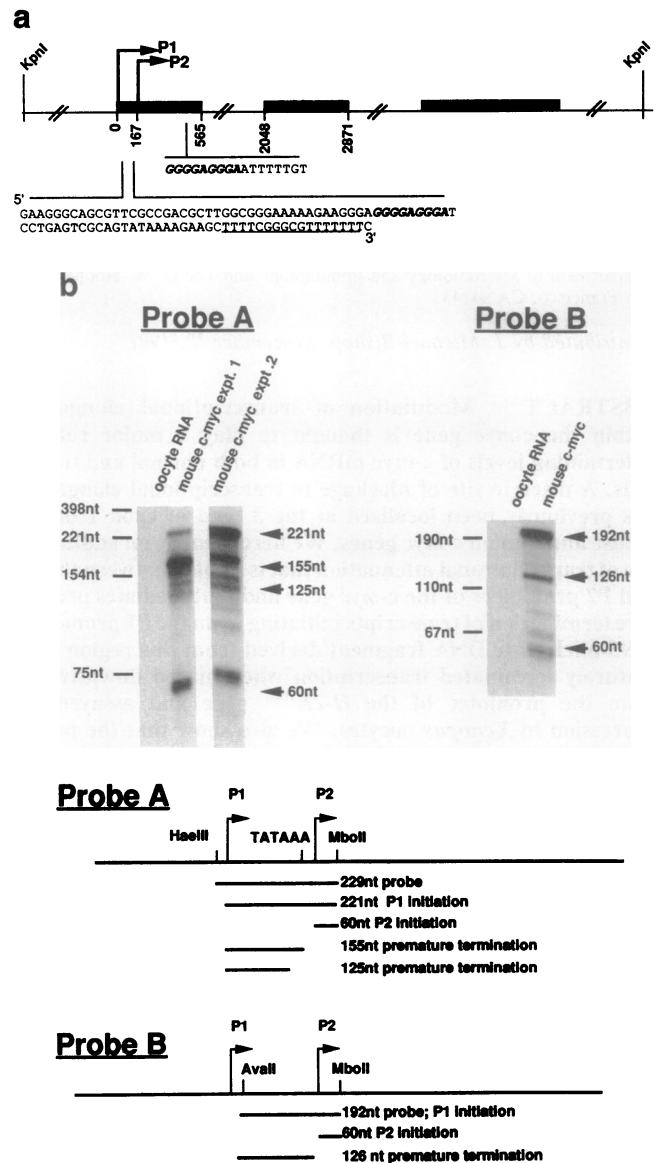 a
KpnI
P1
P2
KpnI
0
167
565
2048
2871
GGGGAGGGAATTTTTGT
5'
GAAGGGCAGCGTTCGCCGACGCTTGGCGGGAAAAAGAAGGGAGGGGAGGGAT
CCTGAGTCGCAGTATAAAAGAAGCTTTTCGGGCGTTTTTTTC
3'
b
Probe A
Probe B
oocyte RNA
mouse c-myc expt. 1
mouse c-myc expt .2
oocyte RNA
mouse c-myc
398nt
221nt
154nt
75nt
221nt
155nt
125nt
60nt
190nt
110nt
67nt
192nt
126nt
60nt
Probe A
P1
P2
HaeIII
TATAAA
MboII
229nt probe
221nt P1 initiation
60nt P2 initiation
155nt premature termination
125nt premature termination
Probe B
P1
P2
AvaII
MboII
192nt probe; P1 initiation
60nt P2 initiation
126 nt premature termination